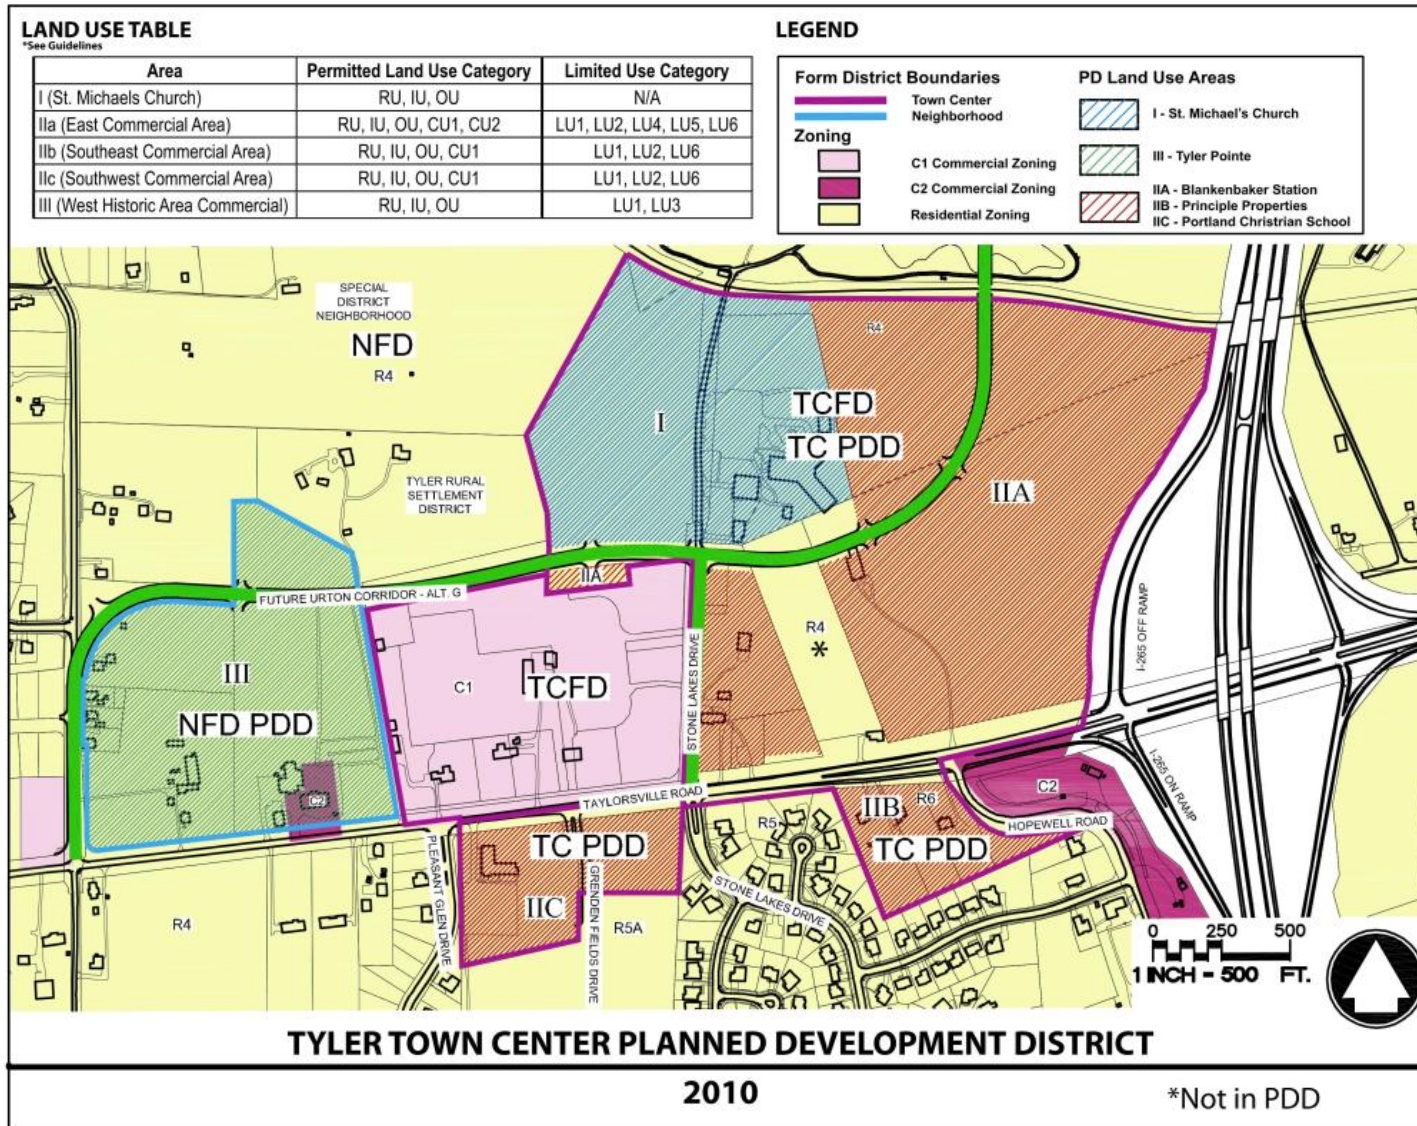 LAND USE TABLE
*See Guidelines
Area Permitted Land Use Category Limited Use Category
I (St. Michaels Church) RU, IU, OU N/A
IIa (East Commercial Area) RU, IU, OU, CU1, CU2 LU1, LU2, LU4, LU5, LU6
IIb (Southeast Commercial Area) RU, IU, OU, CU1 LU1, LU2, LU6
IIc (Southwest Commercial Area) RU, IU, OU, CU1 LU1, LU2, LU6
III (West Historic Area Commercial) RU, IU, OU LU1, LU3
LEGEND
Form District Boundaries
Town Center
Neighborhood
Zoning
C1 Commercial Zoning
C2 Commercial Zoning
Residential Zoning
PD Land Use Areas
I - St. Michael's Church
III - Tyler Pointe
IIA - Blankenbaker Station
IIB - Principle Properties
IIC - Portland Christrian School
SPECIAL
DISTRICT
NEIGHBORHOOD
NFD
R4
R4
TCFD
TC PDD
I
IIA
TYLER RURAL
SETTLEMENT
DISTRICT
IIA
FUTURE URTON CORRIDOR - ALT. G
R4
*
I-265 OFF RAMP
STONE LAKES DRIVE
III
NFD PDD
C1
TCFD
C2
TAYLORSVILLE ROAD
I-265 ON RAMP
C2
IIB
R6
HOPEWELL ROAD
TC PDD
R5
TC PDD
PLEASANT GLEN DRIVE
GRENDEN FIELDS DRIVE
STONE LAKES DRIVE
IIC
R4
R5A
0 250 500
1 INCH = 500 FT.
TYLER TOWN CENTER PLANNED DEVELOPMENT DISTRICT
2010
*Not in PDD